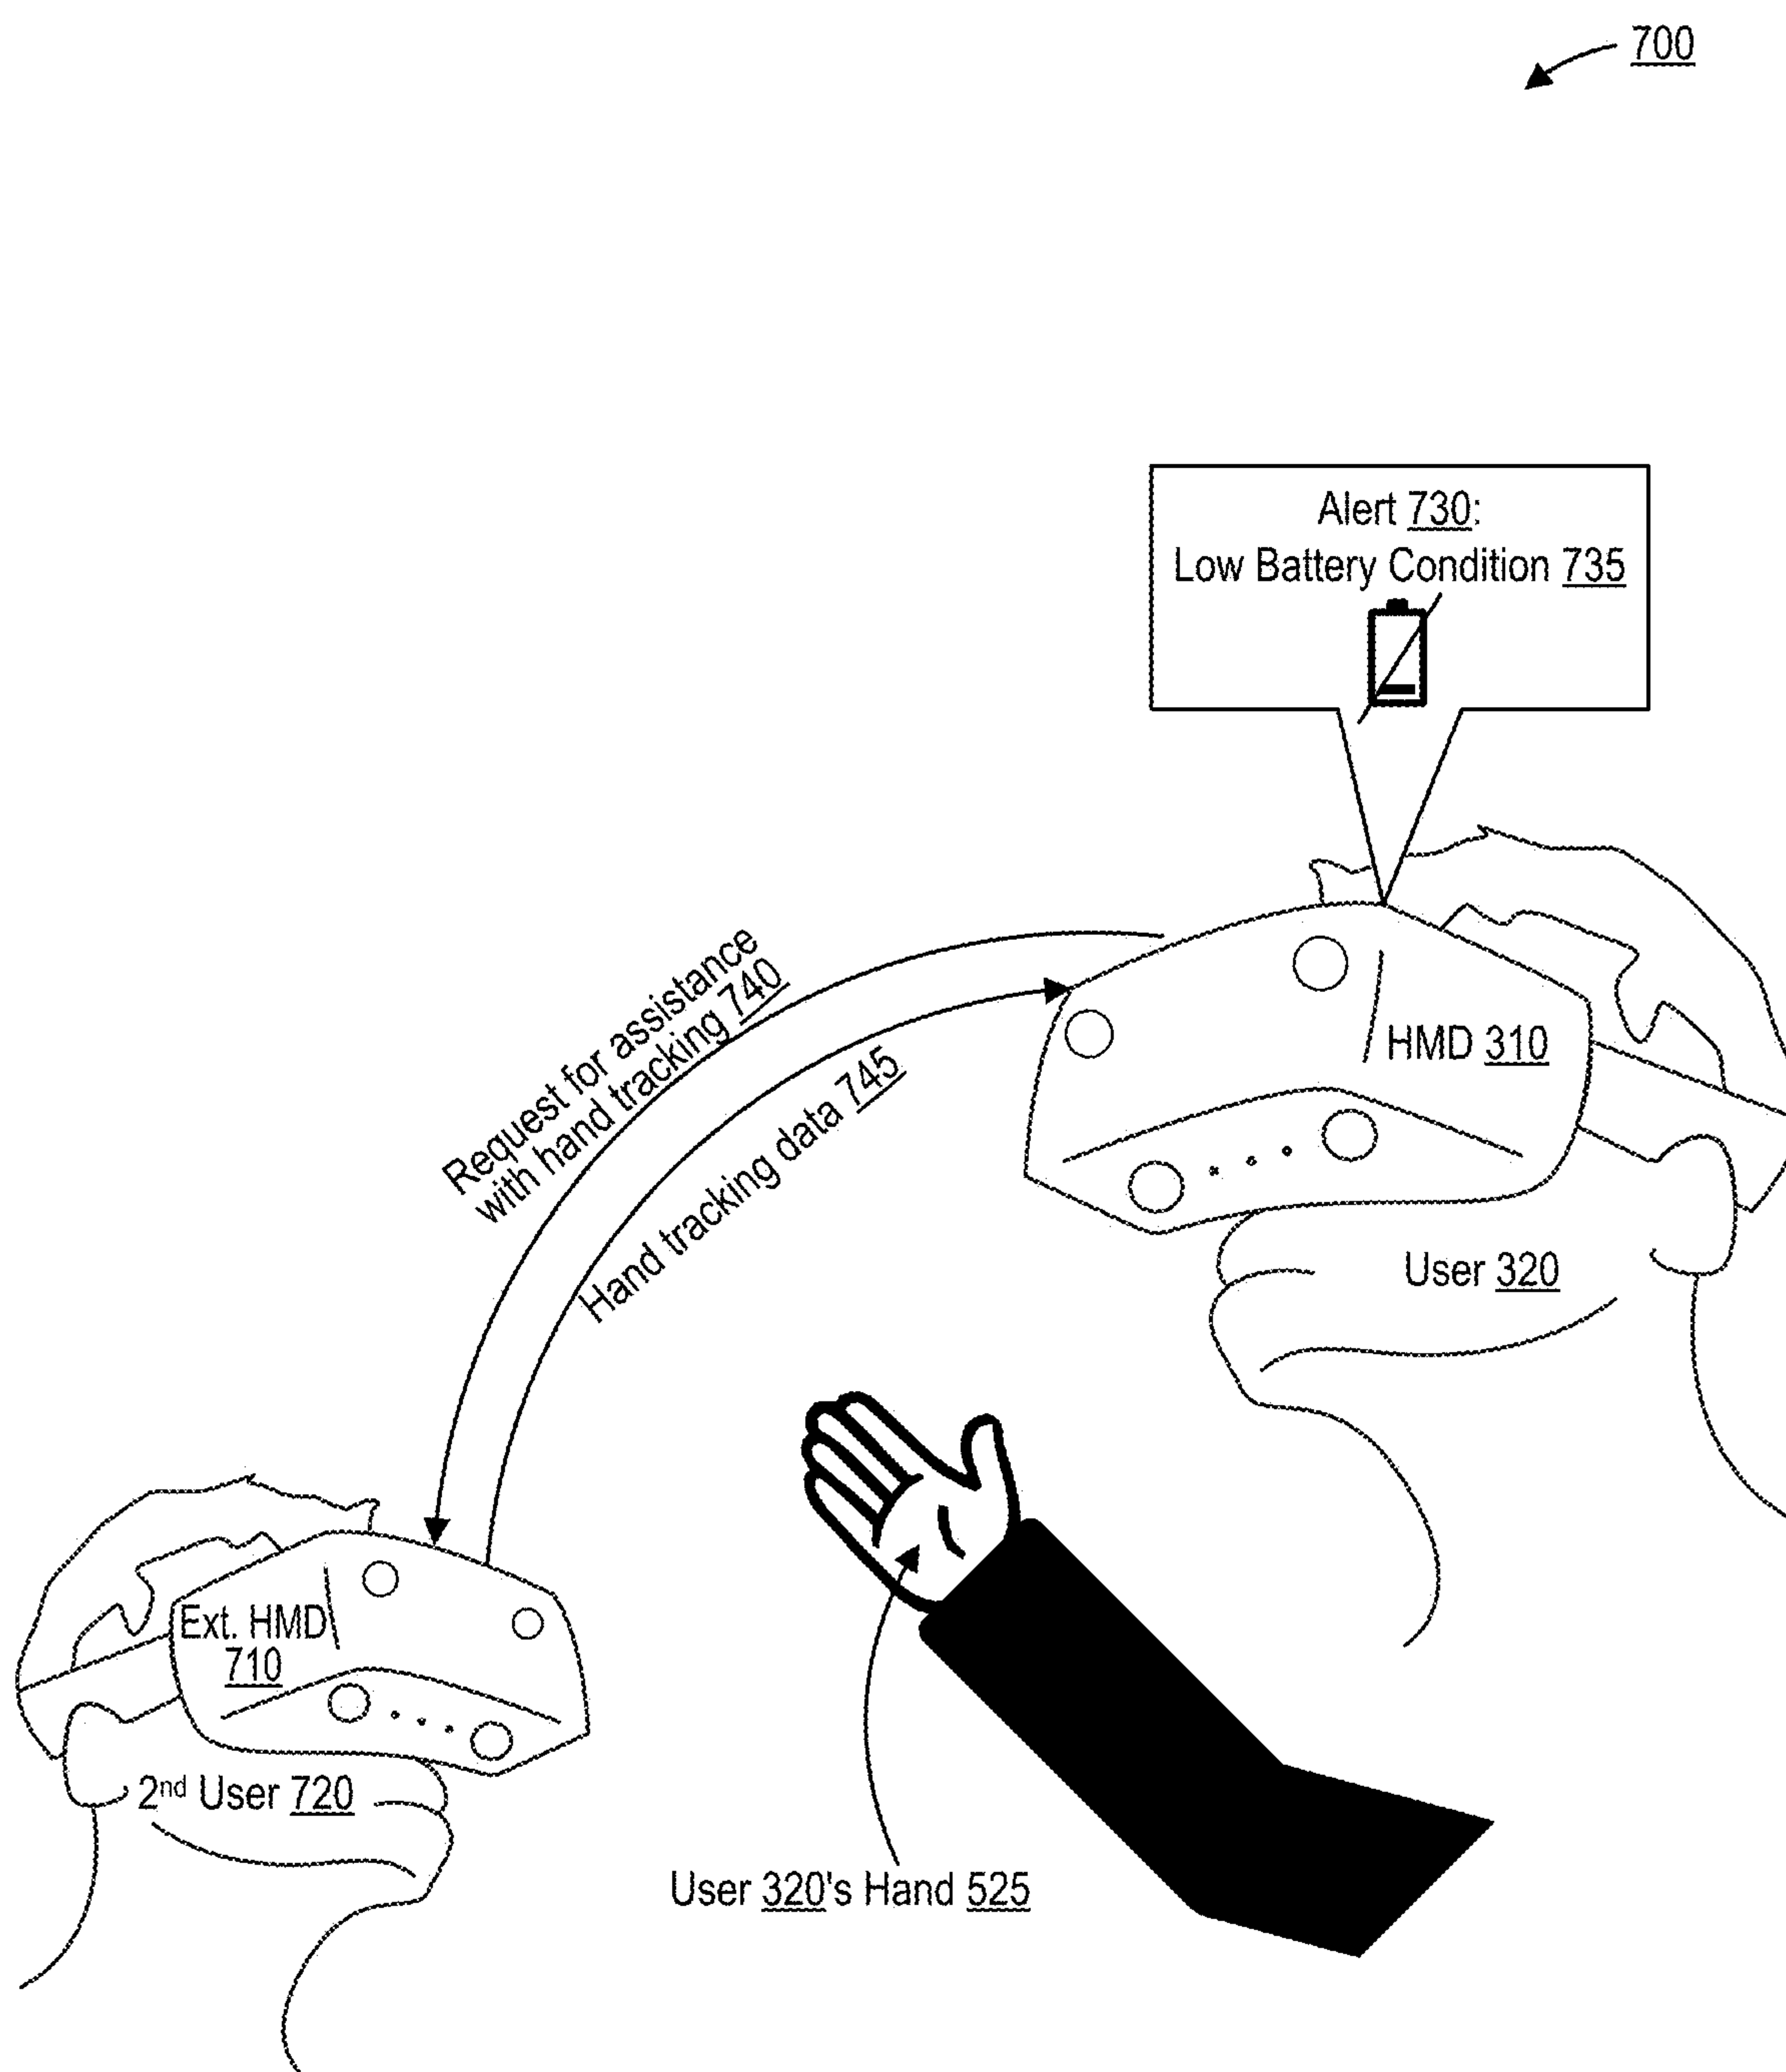 700
Alert 730:
Low Battery Condition 735
Request for assistance
with hand tracking 740
Hand tracking data 745
HMD 310
User 320
Ext. HMD
710
2nd User 720
User 320's Hand 525